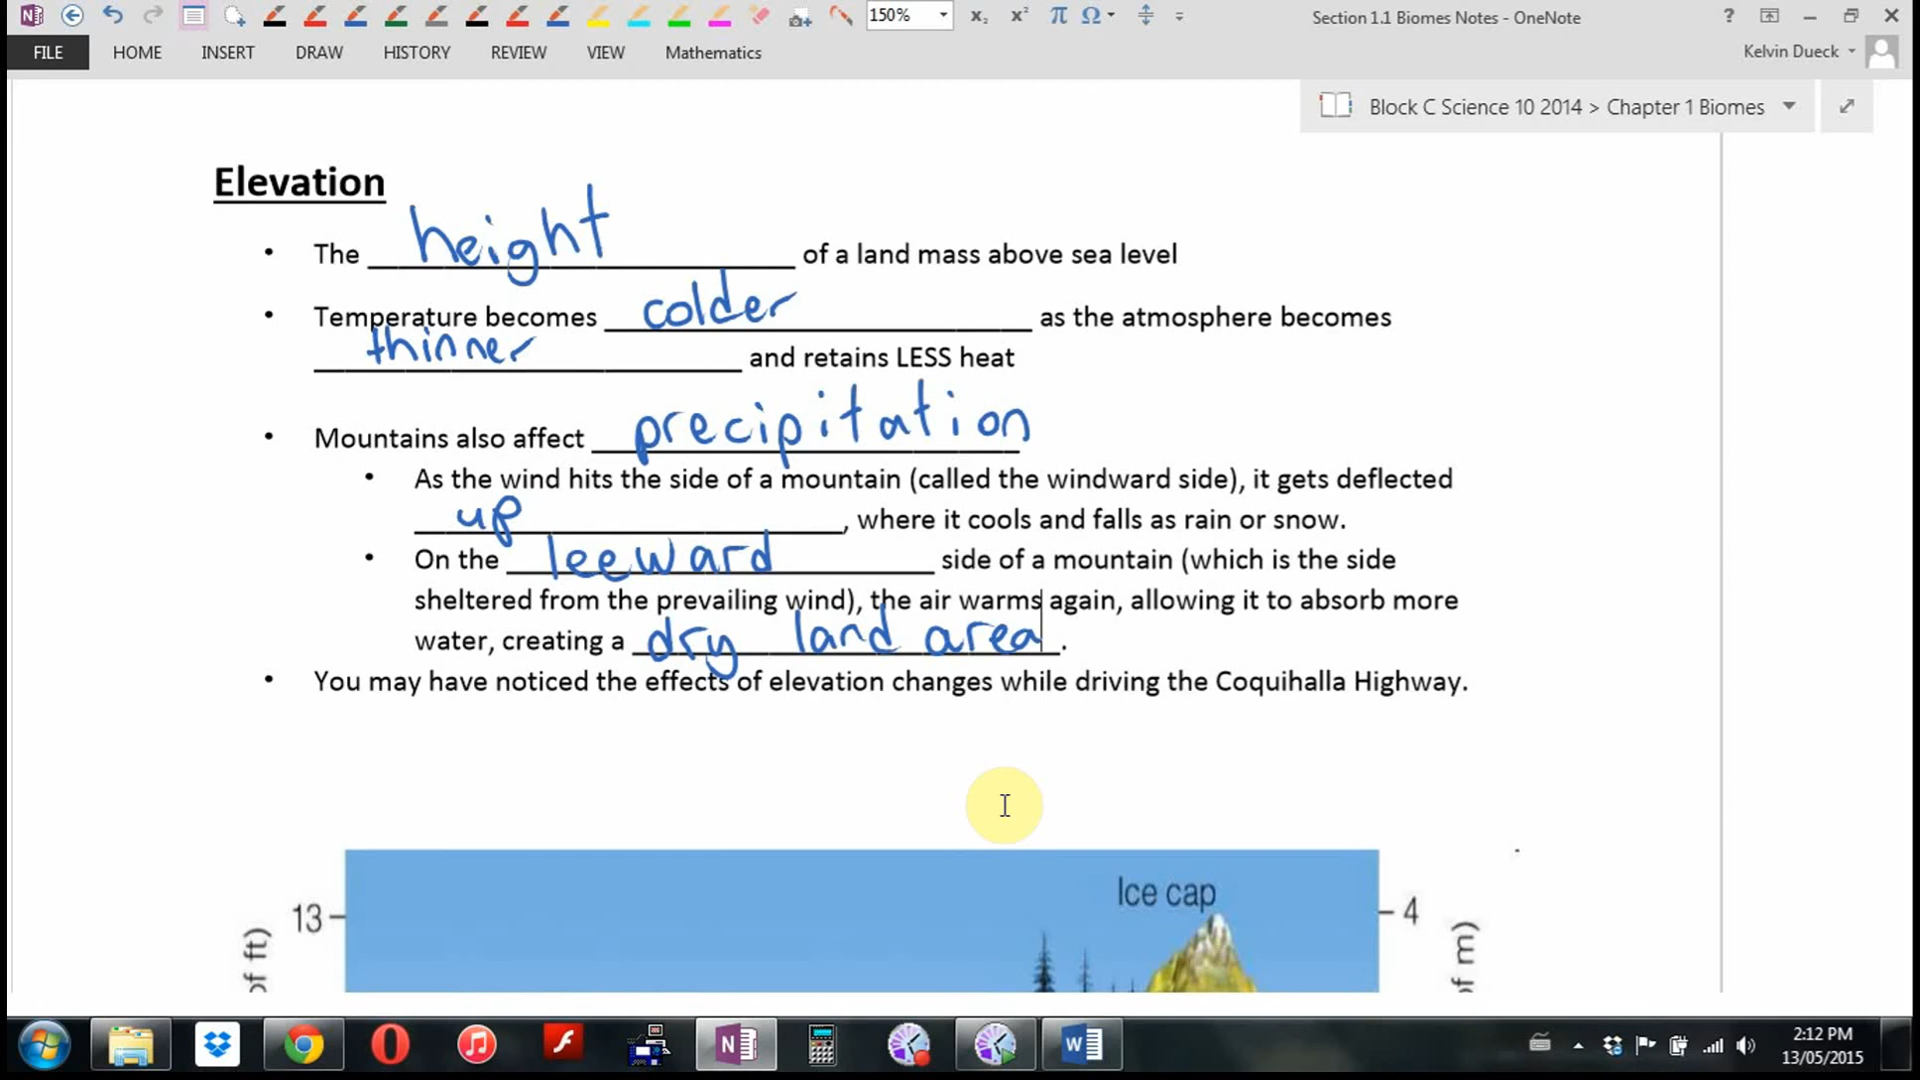 150%
x₂ x² π Ω
Section 1.1 Biomes Notes - OneNote
?
FILE HOME INSERT DRAW HISTORY REVIEW VIEW Mathematics
Kelvin Dueck
Block C Science 10 2014 > Chapter 1 Biomes
Elevation
• The height of a land mass above sea level
• Temperature becomes colder as the atmosphere becomes
thinner and retains LESS heat
• Mountains also affect precipitation
• As the wind hits the side of a mountain (called the windward side), it gets deflected
up, where it cools and falls as rain or snow.
• On the leeward side of a mountain (which is the side
sheltered from the prevailing wind), the air warms again, allowing it to absorb more
water, creating a dry land area.
• You may have noticed the effects of elevation changes while driving the Coquihalla Highway.
Ice cap
13
4
of ft)
of m)
2:12 PM
13/05/2015